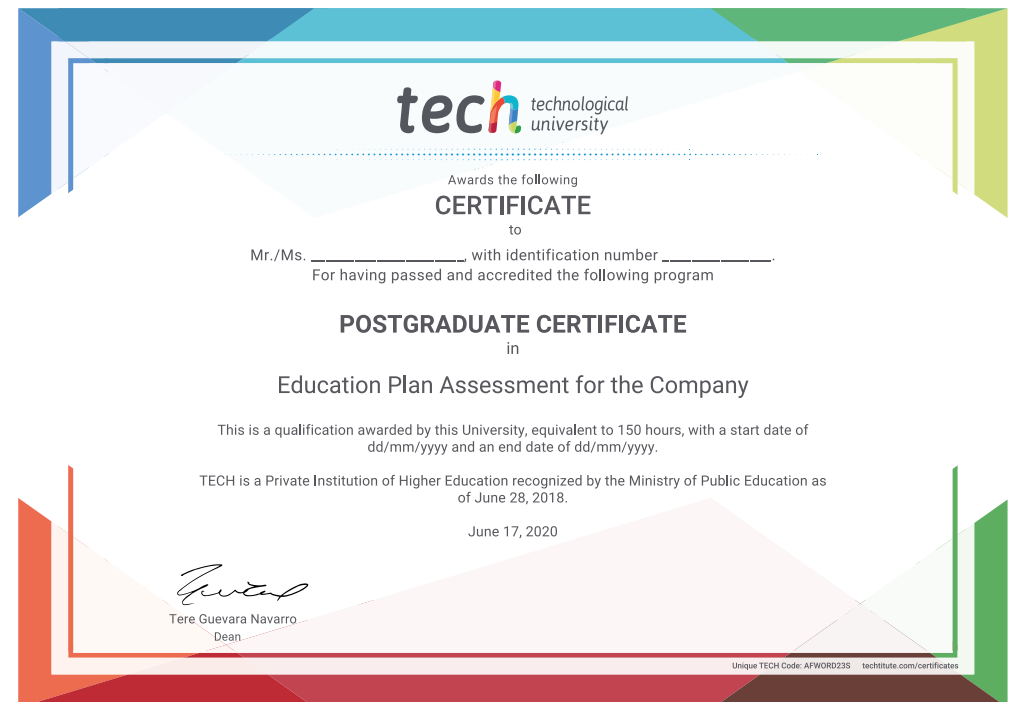 tech technological
university
Awards the following
CERTIFICATE
to
Mr./Ms. ____________________, with identification number ______________.
For having passed and accredited the following program
POSTGRADUATE CERTIFICATE
in
Education Plan Assessment for the Company
This is a qualification awarded by this University, equivalent to 150 hours, with a start date of
dd/mm/yyyy and an end date of dd/mm/yyyy.
TECH is a Private Institution of Higher Education recognized by the Ministry of Public Education as
of June 28, 2018.
June 17, 2020
Tere Guevara Navarro
Dean
Unique TECH Code: AFWORD23S techtitute.com/certificates